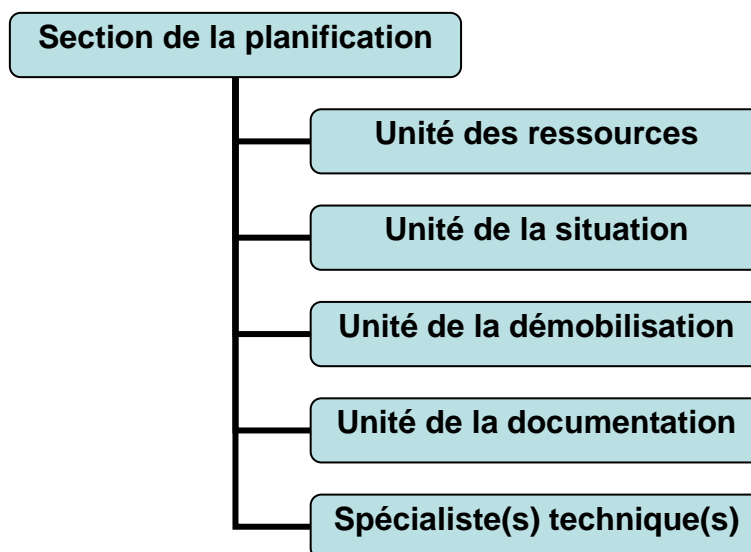 Section de la planification
Unité des ressources
Unité de la situation
Unité de la démobilisation
Unité de la documentation
Spécialiste(s) technique(s)